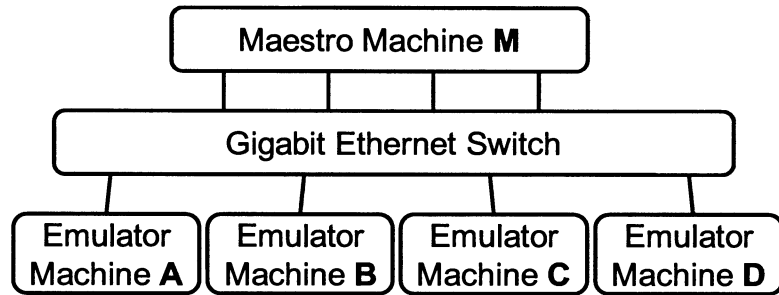 Maestro Machine M
Gigabit Ethernet Switch
Emulator
Machine A
Emulator
Machine B
Emulator
Machine C
Emulator
Machine D